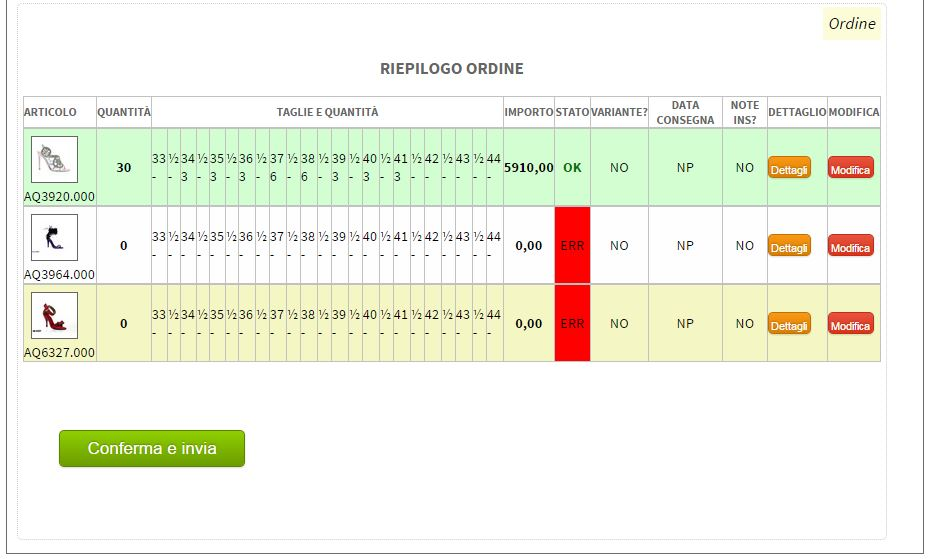 Ordine
RIEPILOGO ORDINE
ARTICOLO QUANTITÀ TAGLIE E QUANTITÀ IMPORTO STATO VARIANTE? DATA CONSEGNA NOTE INS? DETTAGLIO MODIFICA
33 ½ 34 ½ 35 ½ 36 ½ 37 ½ 38 ½ 39 ½ 40 ½ 41 ½ 42 ½ 43 ½ 44
30 5910,00 OK NO NP NO Dettagli Modifica
- - 3 - 3 - 3 - 6 - 6 - 3 - 3 - 3 - - - - - -
AQ3920.000
33 ½ 34 ½ 35 ½ 36 ½ 37 ½ 38 ½ 39 ½ 40 ½ 41 ½ 42 ½ 43 ½ 44
0 0,00 ERR NO NP NO Dettagli Modifica
- - - - - - - - - - - - - - - - - - - - - - -
AQ3964.000
33 ½ 34 ½ 35 ½ 36 ½ 37 ½ 38 ½ 39 ½ 40 ½ 41 ½ 42 ½ 43 ½ 44
0 0,00 ERR NO NP NO Dettagli Modifica
- - - - - - - - - - - - - - - - - - - - - - -
AQ6327.000
Conferma e invia